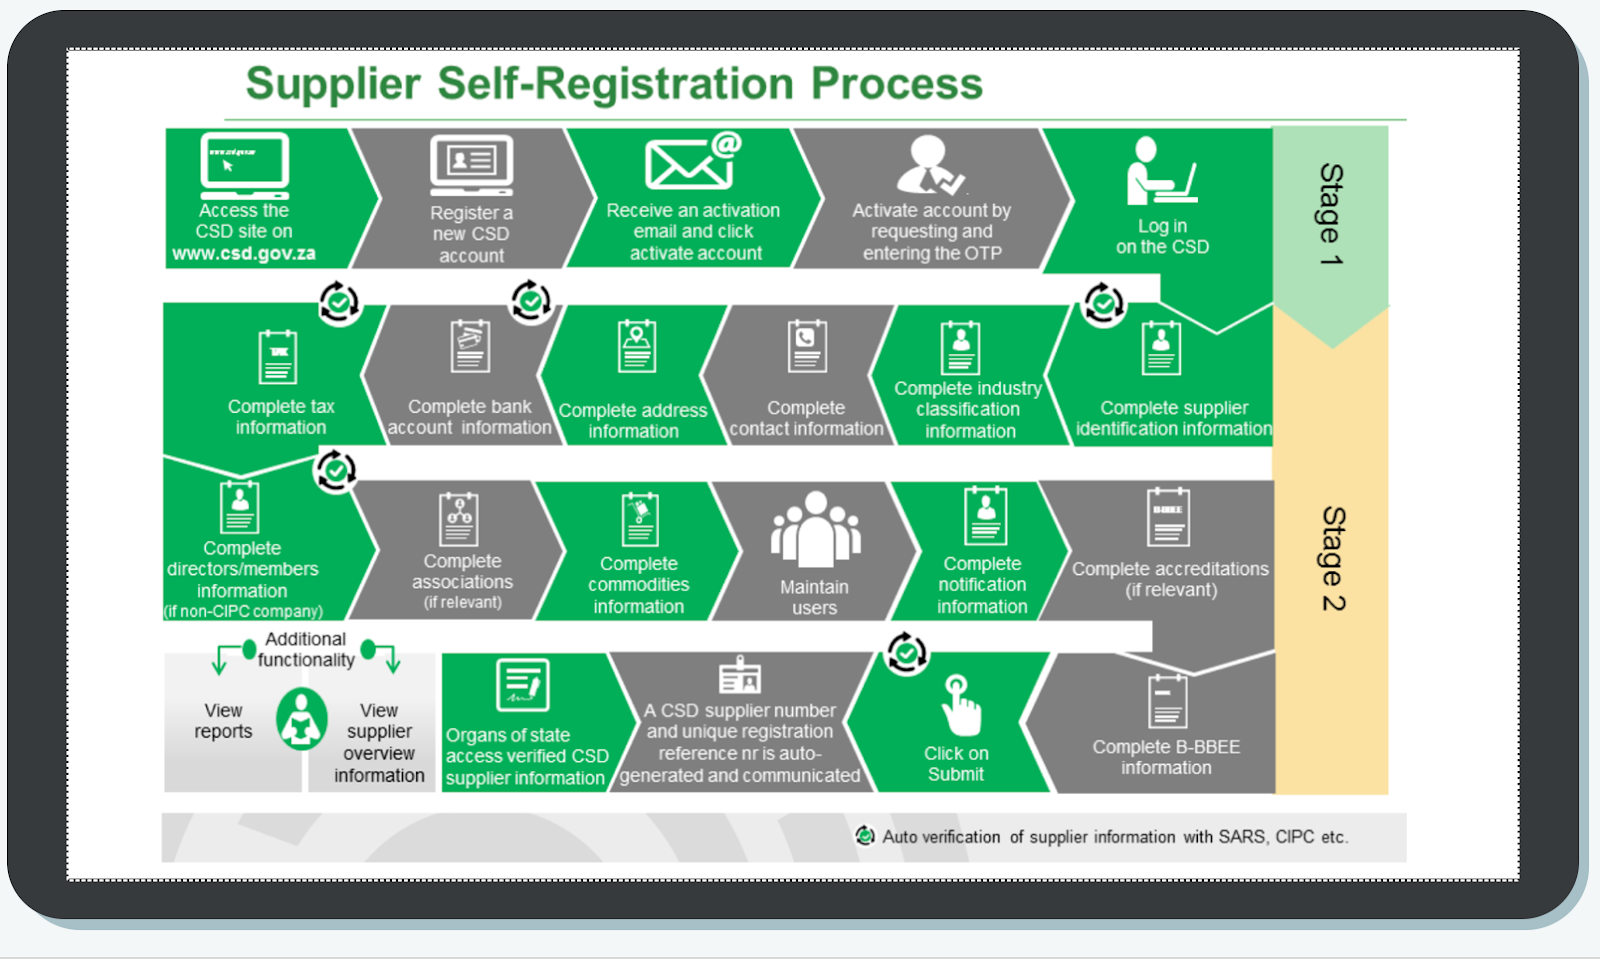 Supplier Self-Registration Process
www.csd.gov.za
Access the
CSD site on
www.csd.gov.za
Register a
new CSD
account
@
Receive an activation
email and click
activate account
Activate account by
requesting and
entering the OTP
Log in
on the CSD
Stage 1
Complete supplier
identification information
Complete industry
classification
information
Complete
contact information
Complete address
information
Complete bank
account information
TAX
Complete tax
information
Complete
directors/members
information
(if non-CIPC company)
Complete
associations
(if relevant)
Complete
commodities
information
Maintain
users
Complete
notification
information
B-BBEE
Complete accreditations
(if relevant)
Stage 2
Complete B-BBEE
information
Click on
Submit
A CSD supplier number
and unique registration
reference nr is auto-
generated and communicated
Organs of state
access verified CSD
supplier information
Additional
functionality
View
reports
View
supplier
overview
information
Auto verification of supplier information with SARS, CIPC etc.